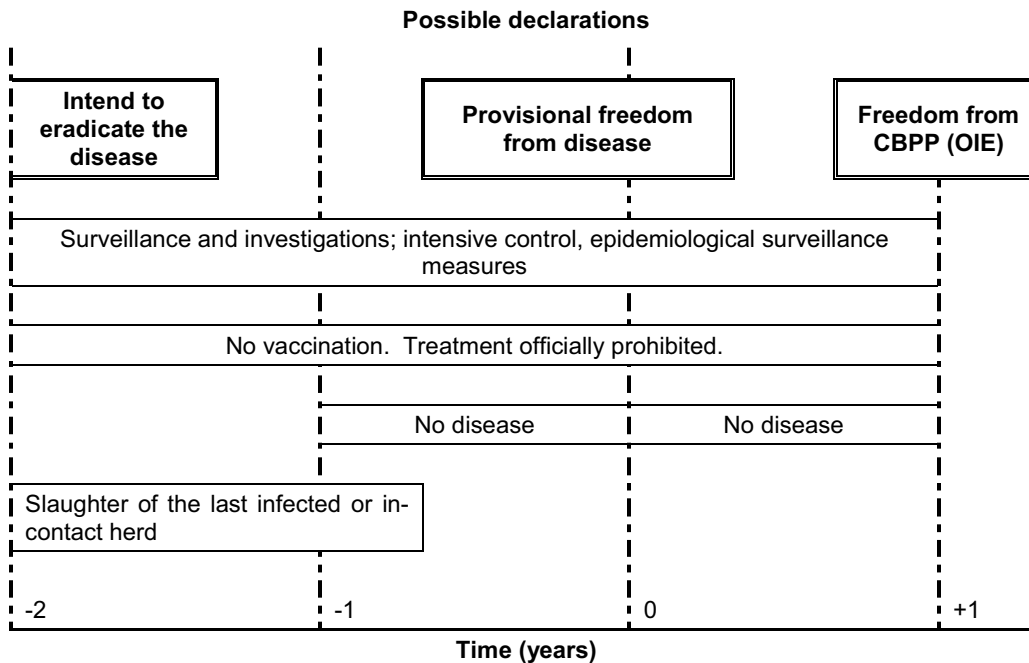 Possible declarations
Intend to
eradicate the
disease
Provisional freedom
from disease
Freedom from
CBPP (OIE)
Surveillance and investigations; intensive control, epidemiological surveillance
measures
No vaccination.  Treatment officially prohibited.
No disease
No disease
Slaughter of the last infected or in-
contact herd
-2
-1
0
+1
Time (years)